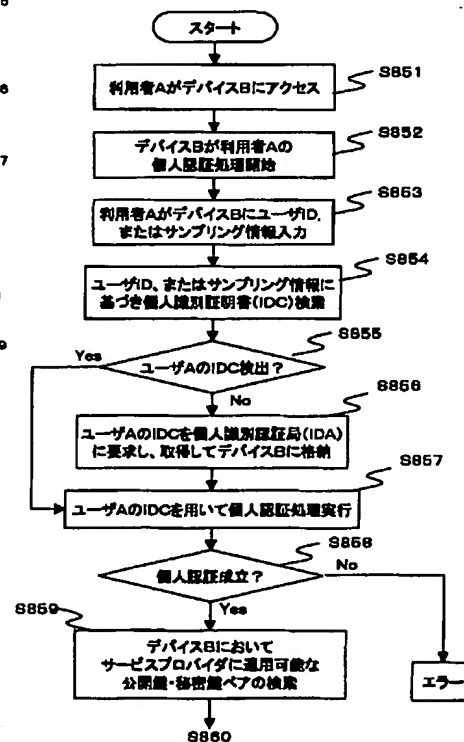 スタート
S851
利用者AがデバイスBにアクセス
S852
デバイスBが利用者Aの
個人認証処理開始
S853
利用者AがデバイスBにユーザID、
またはサンプリング情報入力
S854
ユーザID、またはサンプリング情報に
基づき個人識別証明書(IDC)検索
S855
ユーザAのIDC検出？
Yes
No
S856
ユーザAのIDCを個人識別認証局(IDA)
に要求し、取得してデバイスBに格納
S857
ユーザAのIDCを用いて個人認証処理実行
S858
個人認証成立？
No
Yes
S859
デバイスBにおいて
サービスプロバイダに適用可能な
公開鍵・秘密鍵ペアの検索
エラー
S860